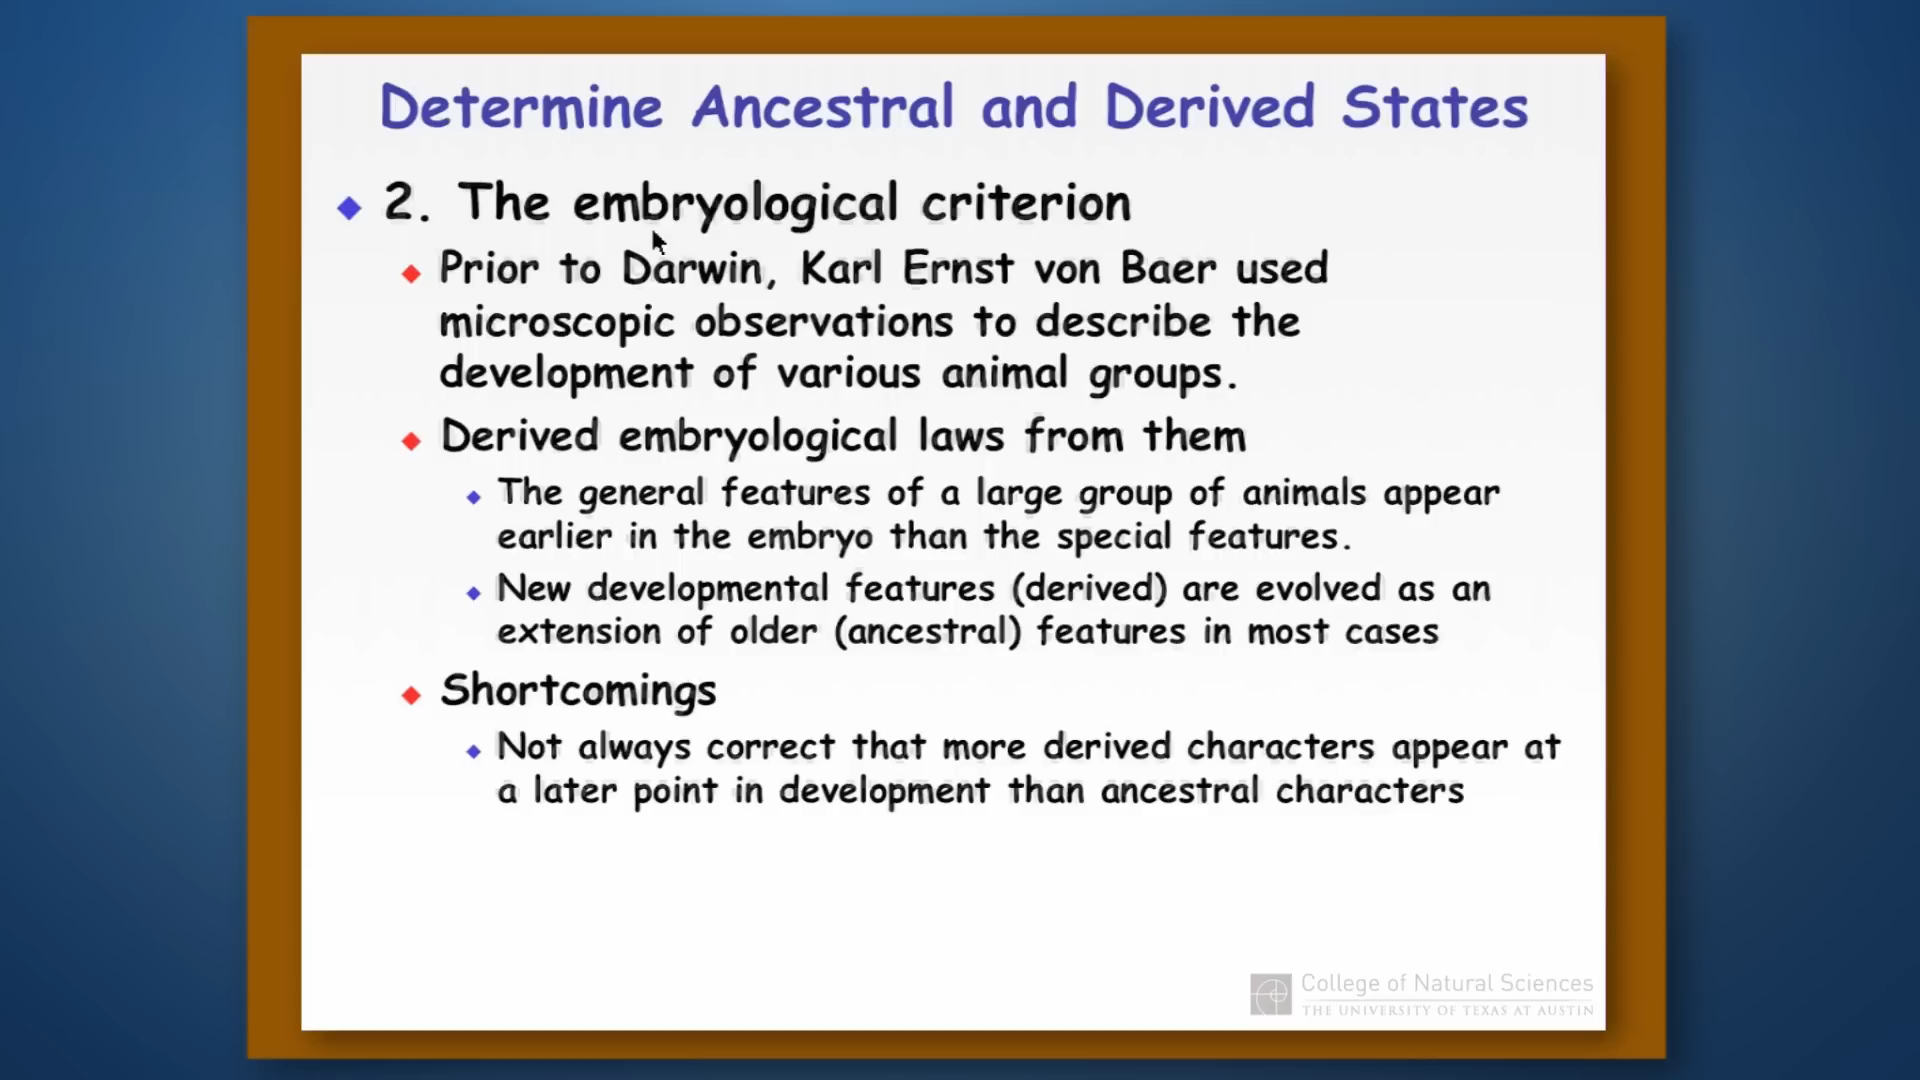 Determine Ancestral and Derived States
2. The embryological criterion
Prior to Darwin, Karl Ernst von Baer used
microscopic observations to describe the
development of various animal groups.
Derived embryological laws from them
The general features of a large group of animals appear
earlier in the embryo than the special features.
New developmental features (derived) are evolved as an
extension of older (ancestral) features in most cases
Shortcomings
Not always correct that more derived characters appear at
a later point in development than ancestral characters
College of Natural Sciences
THE UNIVERSITY OF TEXAS AT AUSTIN